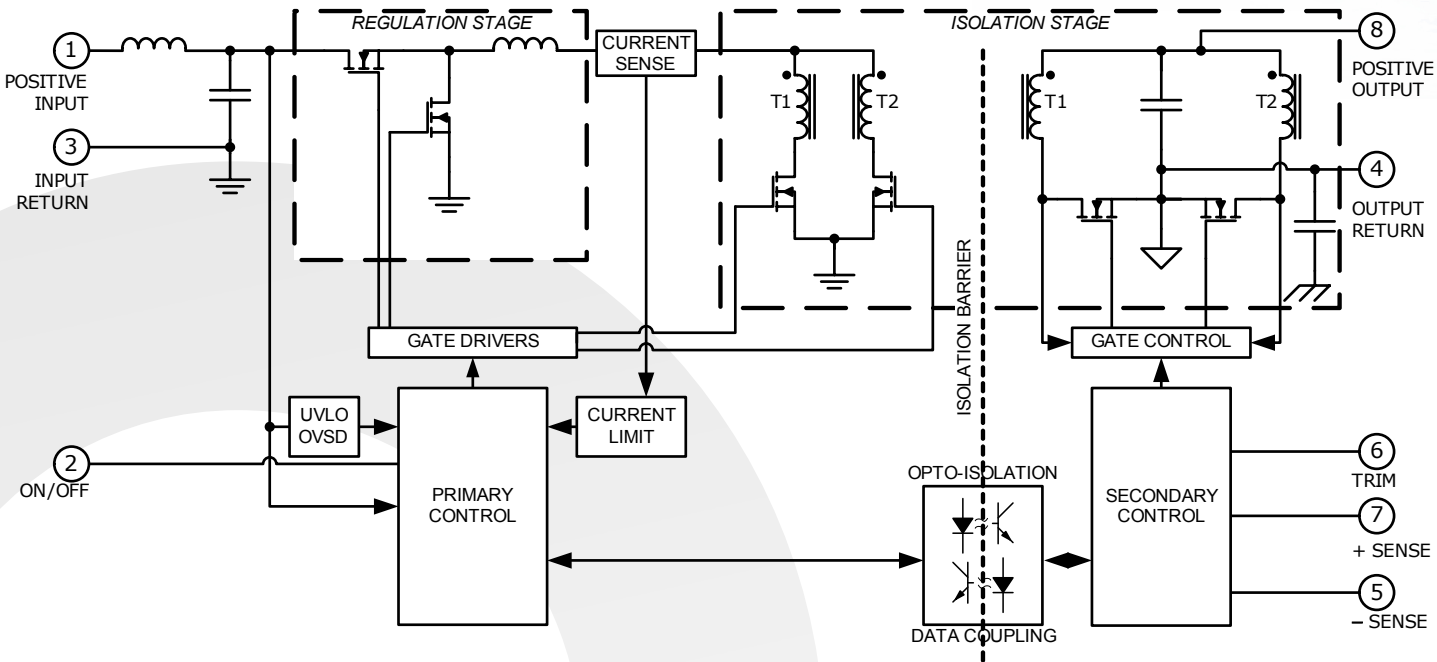 REGULATION STAGE
ISOLATION STAGE
1
POSITIVE
INPUT
3
INPUT
RETURN
CURRENT
SENSE
T1
T2
T1
T2
8
POSITIVE
OUTPUT
4
OUTPUT
RETURN
ISOLATION BARRIER
GATE DRIVERS
GATE CONTROL
UVLO
OVSD
CURRENT
LIMIT
2
ON/OFF
PRIMARY
CONTROL
OPTO-ISOLATION
DATA COUPLING
SECONDARY
CONTROL
6
TRIM
7
+ SENSE
5
– SENSE